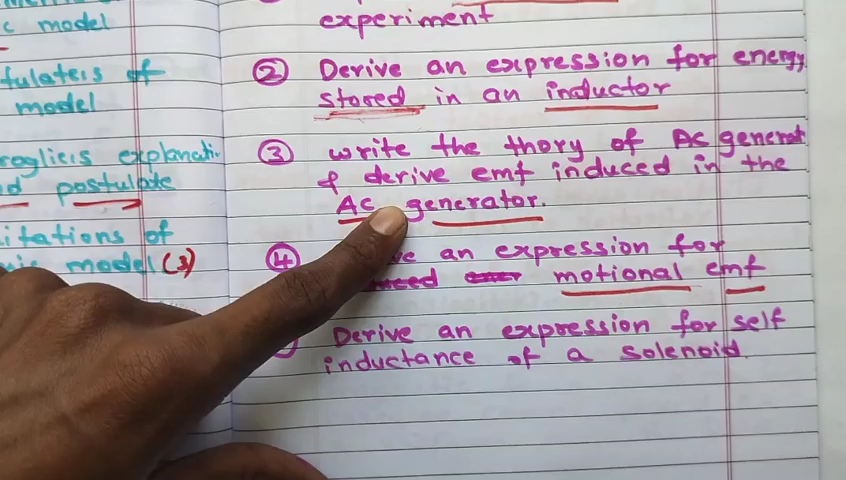 c model
of
model
explanati
postulate
itations of
model (3)
experiment
② Derive an expression for energy
stored in an inductor
③ write the thory of Ac generat
& derive emf induced in the
Ac generator.
④ ve an expression for
motional emf
Derive an expression for self
inductance of a solenoid.